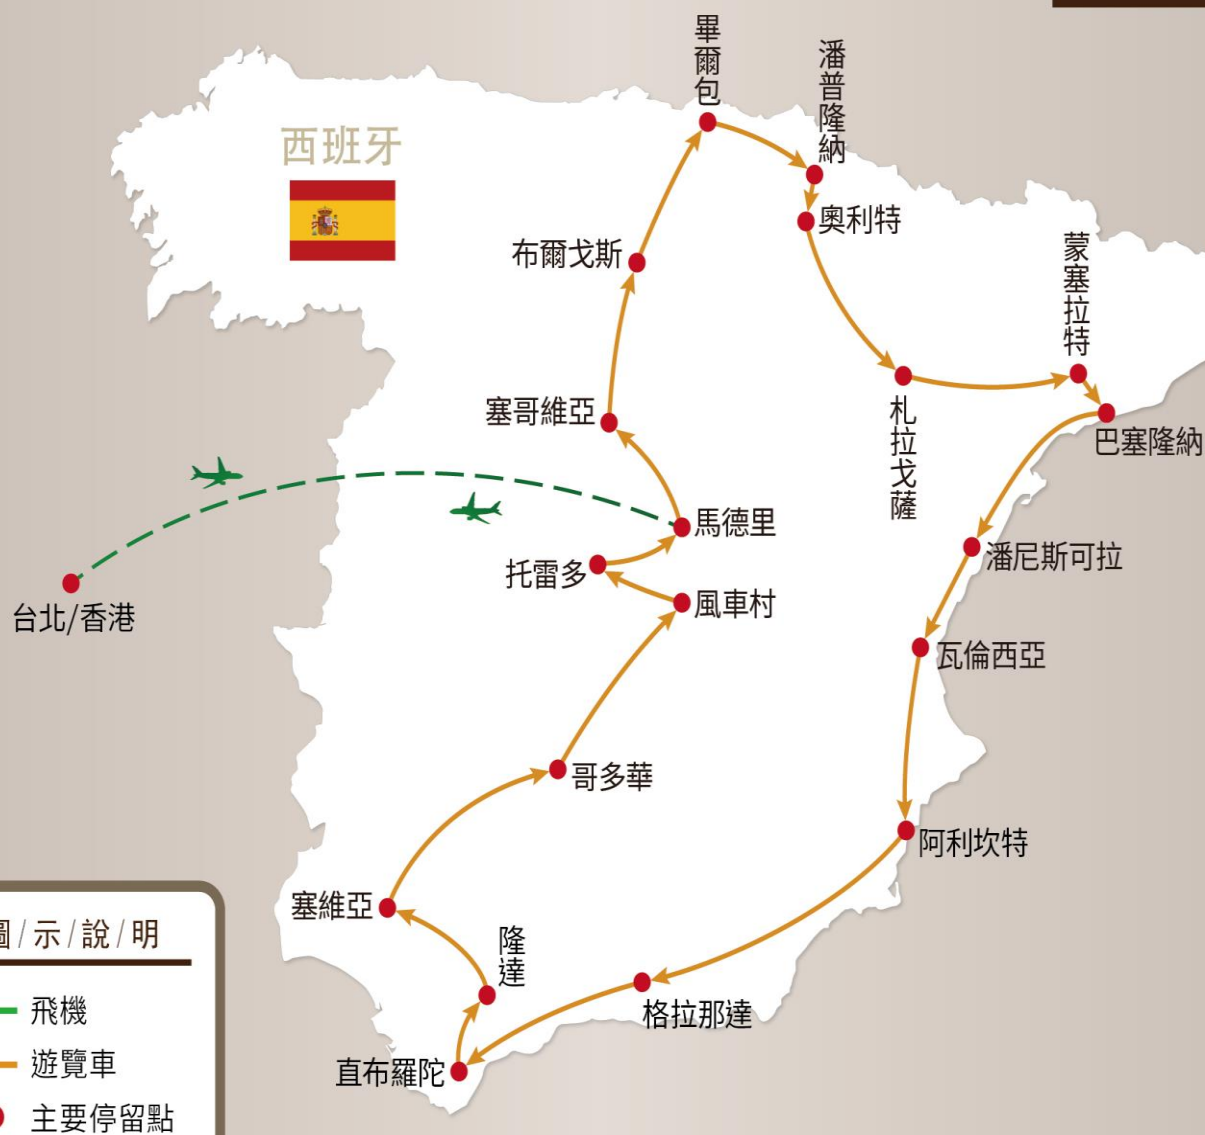 畢爾包
潘普隆納
西班牙
奧利特
布爾戈斯
蒙塞拉特
塞哥維亞
札拉戈薩
巴塞隆納
馬德里
托雷多
潘尼斯可拉
台北/香港
風車村
瓦倫西亞
哥多華
阿利坎特
塞維亞
隆達
格拉那達
直布羅陀
圖/示/說/明
飛機
遊覽車
主要停留點